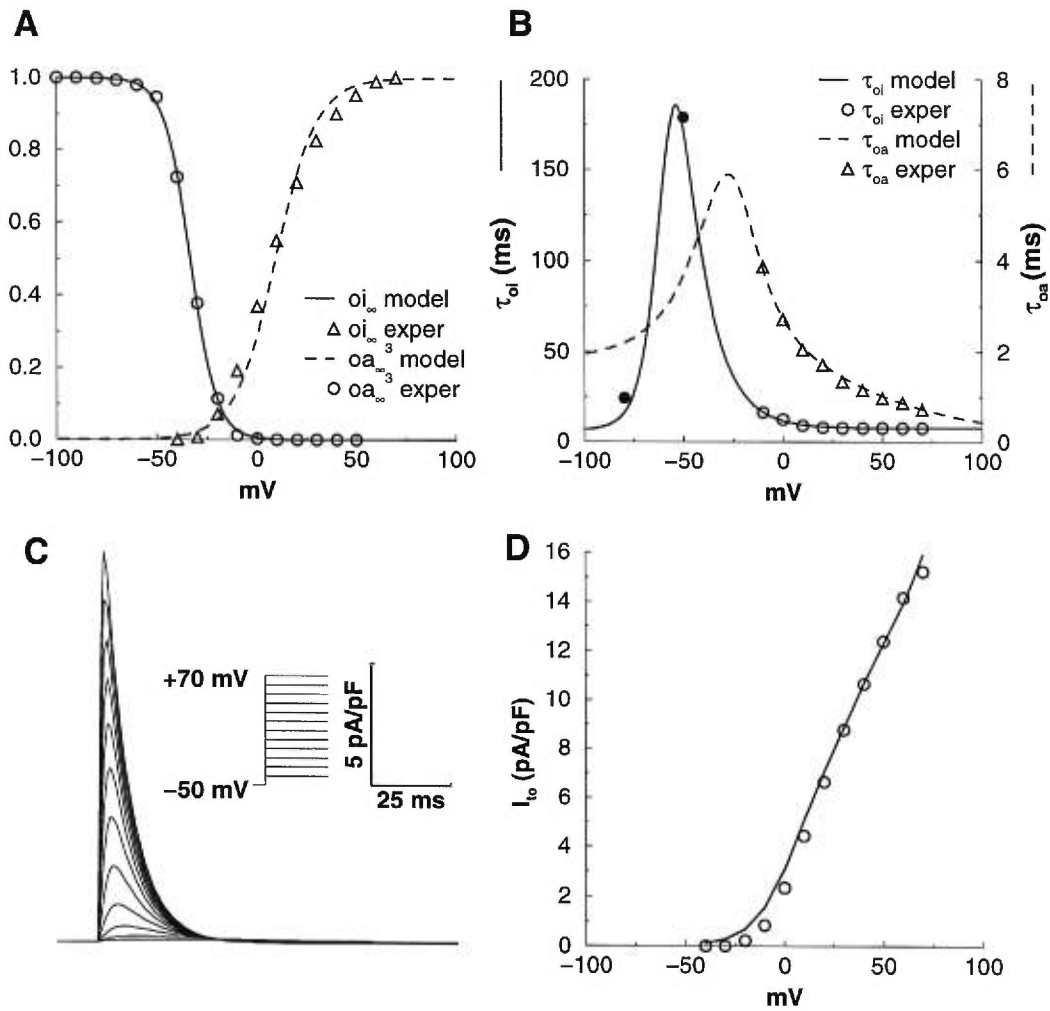 A
1.0
0.8
0.6
0.4
0.2
0.0
−100 −50 0 50 100
mV
oi∞ model
oi∞ exper
oa∞³ model
oa∞³ exper
B
200
150
100
50
0
τoi (ms)
8
6
4
2
0
τoa (ms)
−100 −50 0 50 100
mV
τoi model
τoi exper
τoa model
τoa exper
C
+70 mV
−50 mV
5 pA/pF
25 ms
D
16
14
12
10
8
6
4
2
0
Ito (pA/pF)
−100 −50 0 50 100
mV